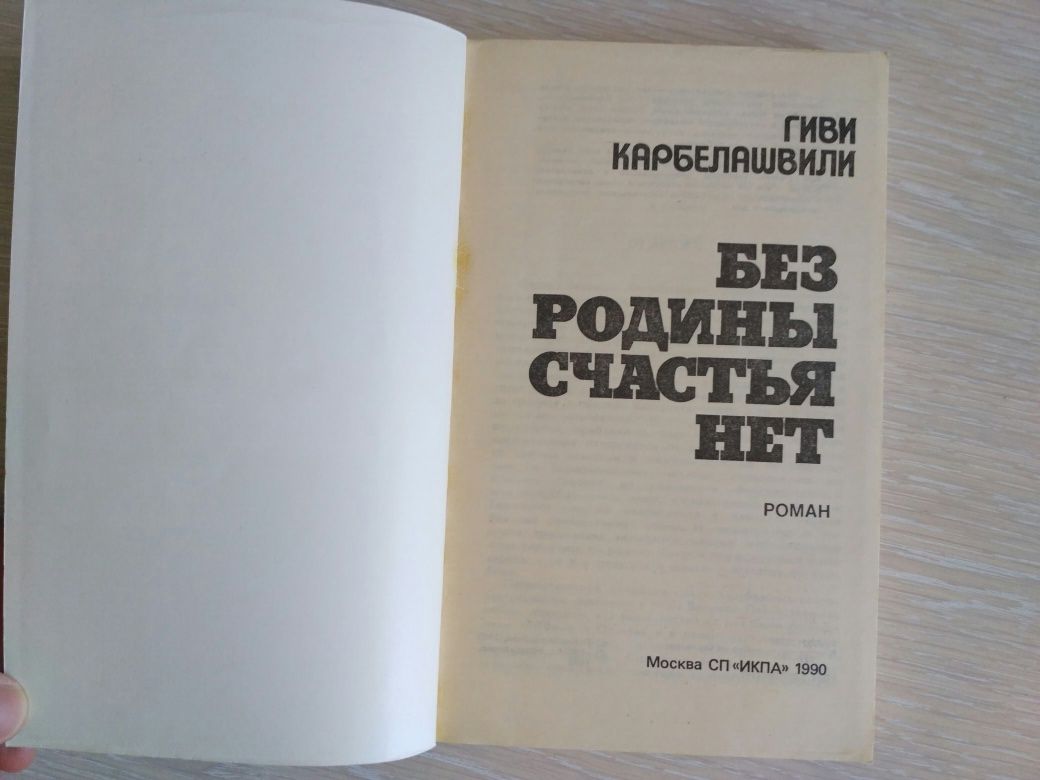 ГИВИ
КАРБЕЛАШВИЛИ
БЕЗ
РОДИНЫ
СЧАСТЬЯ
НЕТ
РОМАН
Москва СП «ИКПА» 1990